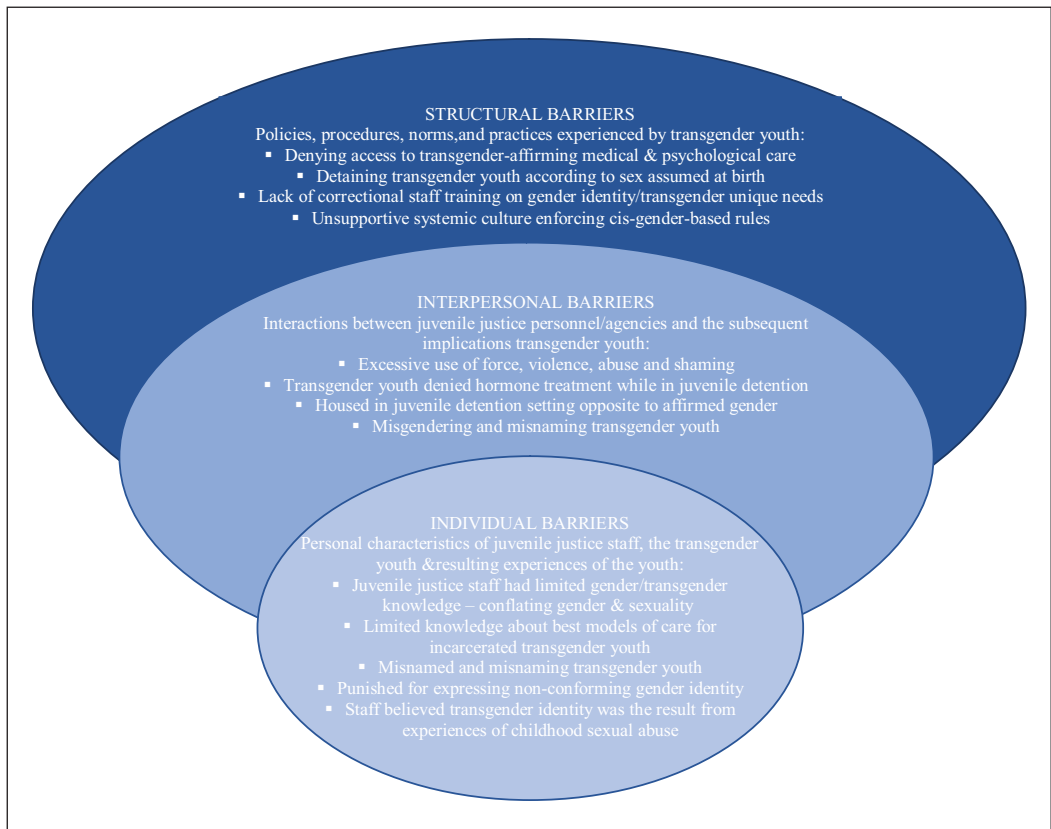 STRUCTURAL BARRIERS
Policies, procedures, norms,and practices experienced by transgender youth:
▪ Denying access to transgender-affirming medical & psychological care
▪ Detaining transgender youth according to sex assumed at birth
▪ Lack of correctional staff training on gender identity/transgender unique needs
▪ Unsupportive systemic culture enforcing cis-gender-based rules
INTERPERSONAL BARRIERS
Interactions between juvenile justice personnel/agencies and the subsequent
implications transgender youth:
▪ Excessive use of force, violence, abuse and shaming
▪ Transgender youth denied hormone treatment while in juvenile detention
▪ Housed in juvenile detention setting opposite to affirmed gender
▪ Misgendering and misnaming transgender youth
INDIVIDUAL BARRIERS
Personal characteristics of juvenile justice staff, the transgender
youth &resulting experiences of the youth:
▪ Juvenile justice staff had limited gender/transgender
knowledge – conflating gender & sexuality
▪ Limited knowledge about best models of care for
incarcerated transgender youth
▪ Misnamed and misnaming transgender youth
▪ Punished for expressing non-conforming gender identity
▪ Staff believed transgender identity was the result from
experiences of childhood sexual abuse